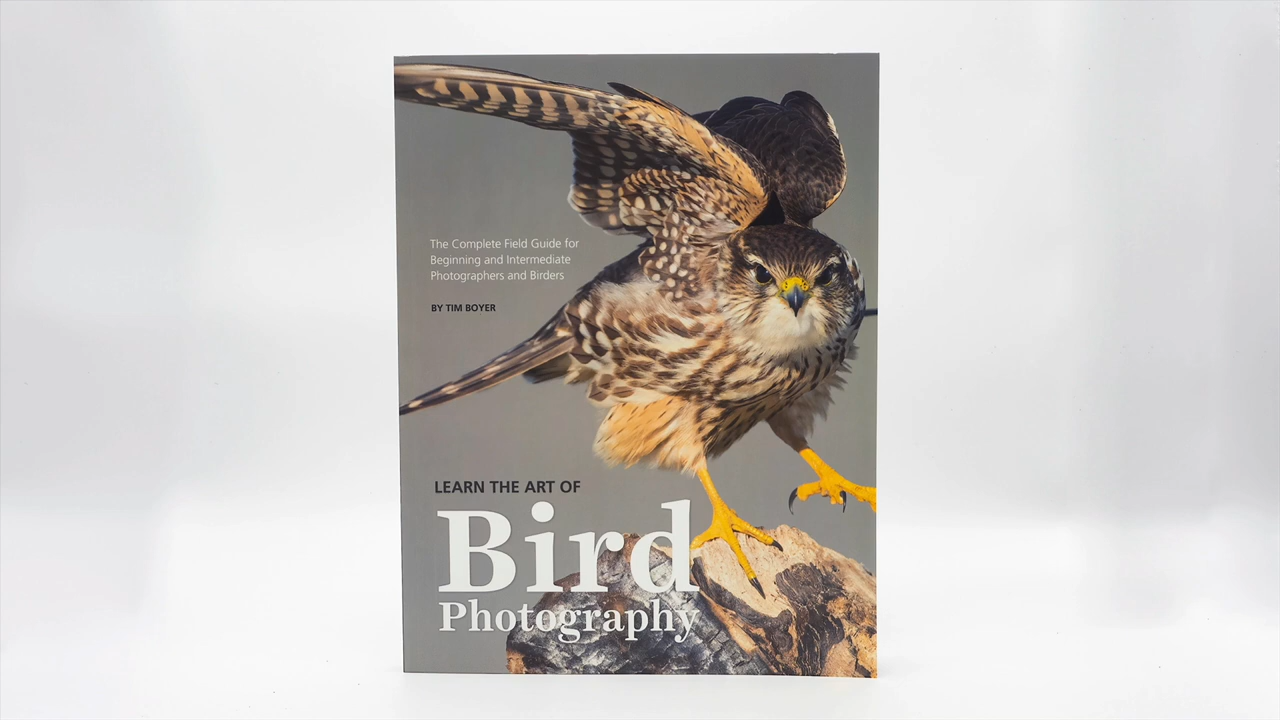 The Complete Field Guide for
Beginning and Intermediate
Photographers and Birders
BY TIM BOYER
LEARN THE ART OF
Bird
Photography